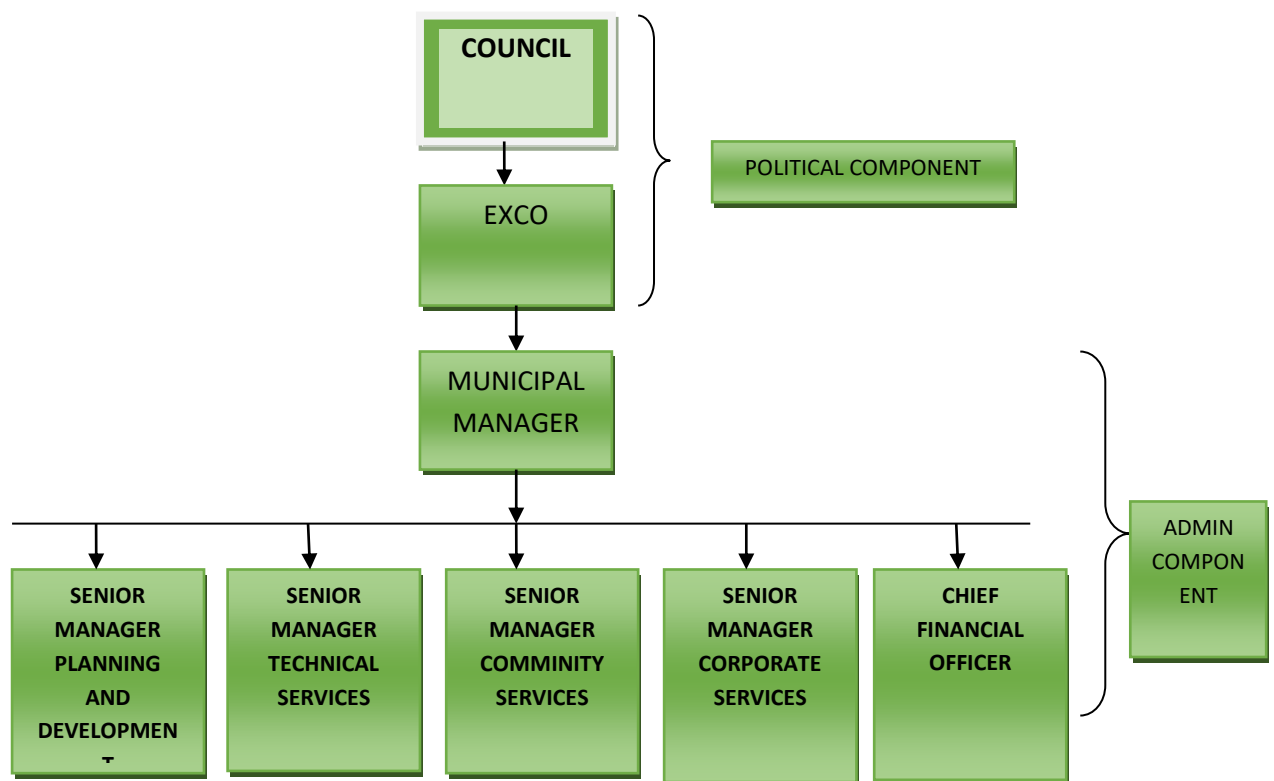 COUNCIL
POLITICAL COMPONENT
EXCO
MUNICIPAL
MANAGER
ADMIN
COMPON
ENT
SENIOR
MANAGER
PLANNING
AND
DEVELOPMEN
T
SENIOR
MANAGER
TECHNICAL
SERVICES
SENIOR
MANAGER
COMMINITY
SERVICES
SENIOR
MANAGER
CORPORATE
SERVICES
CHIEF
FINANCIAL
OFFICER